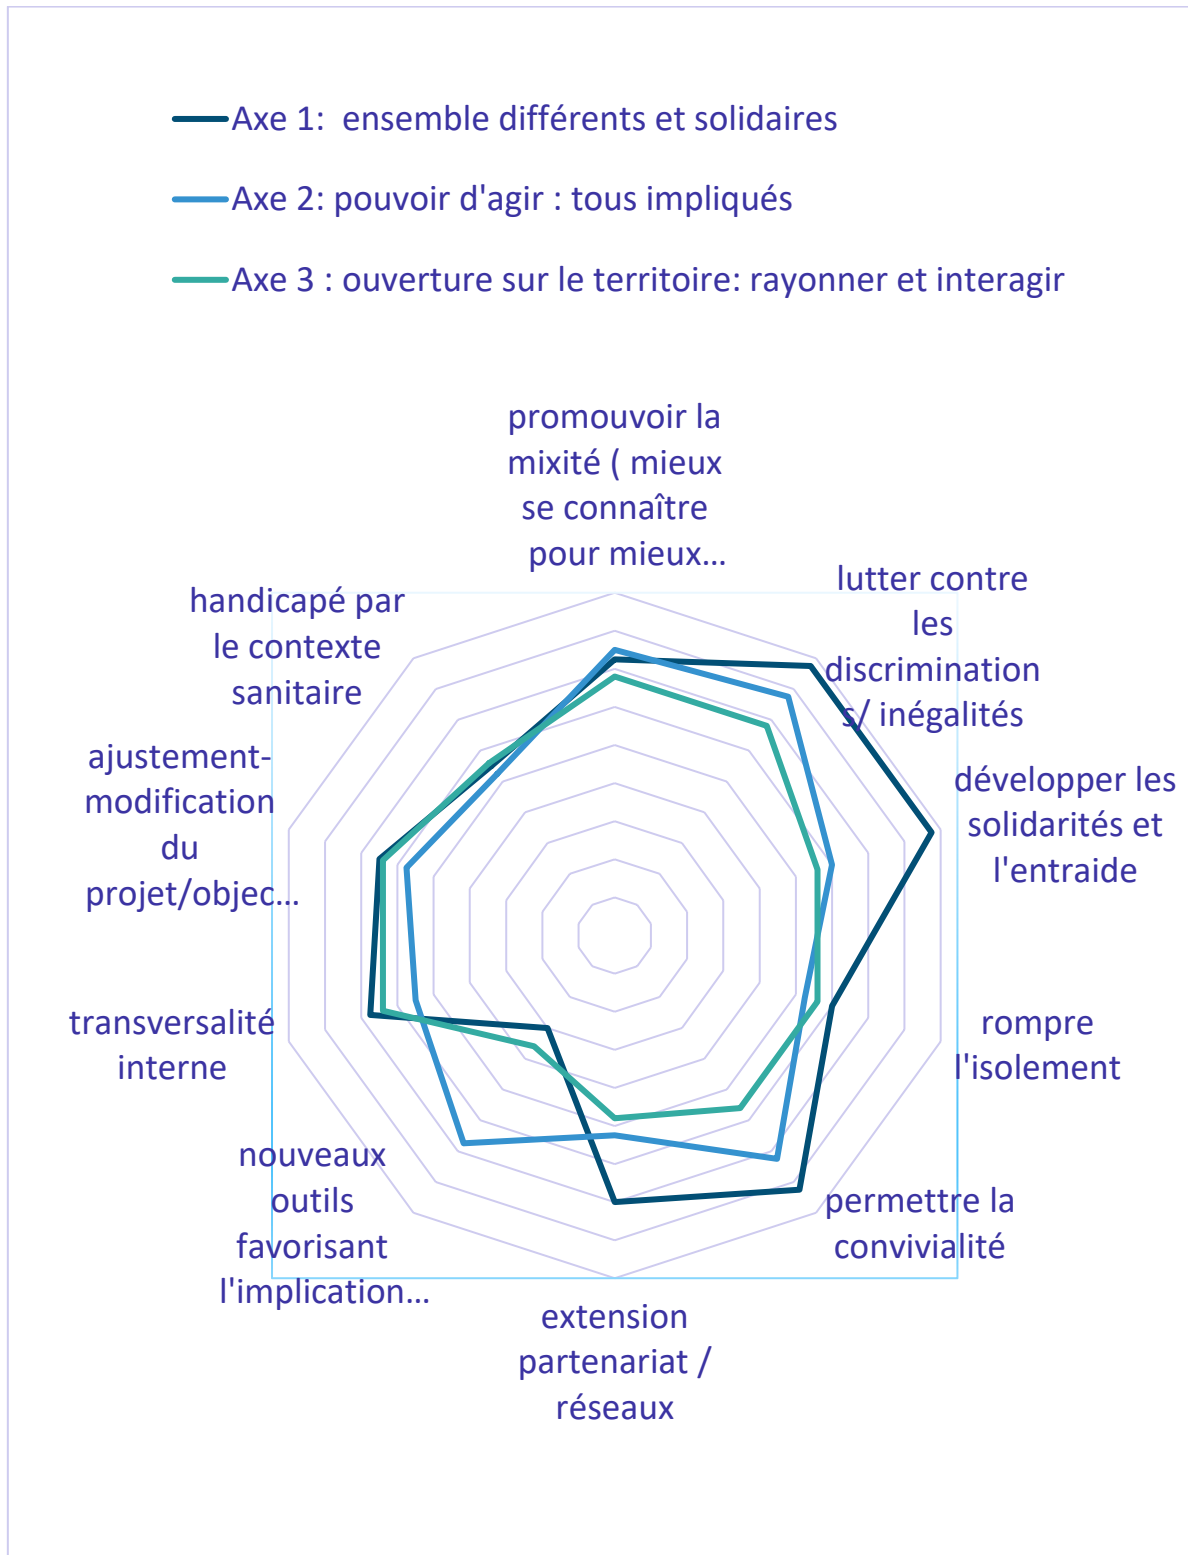 Axe 1: ensemble différents et solidaires
Axe 2: pouvoir d'agir : tous impliqués
Axe 3 : ouverture sur le territoire: rayonner et interagir
promouvoir la
mixité ( mieux
se connaître
pour mieux...
lutter contre
les
discrimination
s/ inégalités
développer les
solidarités et
l'entraide
rompre
l'isolement
permettre la
convivialité
extension
partenariat /
réseaux
nouveaux
outils
favorisant
l'implication...
transversalité
interne
ajustement-
modification
du
projet/objec...
handicapé par
le contexte
sanitaire